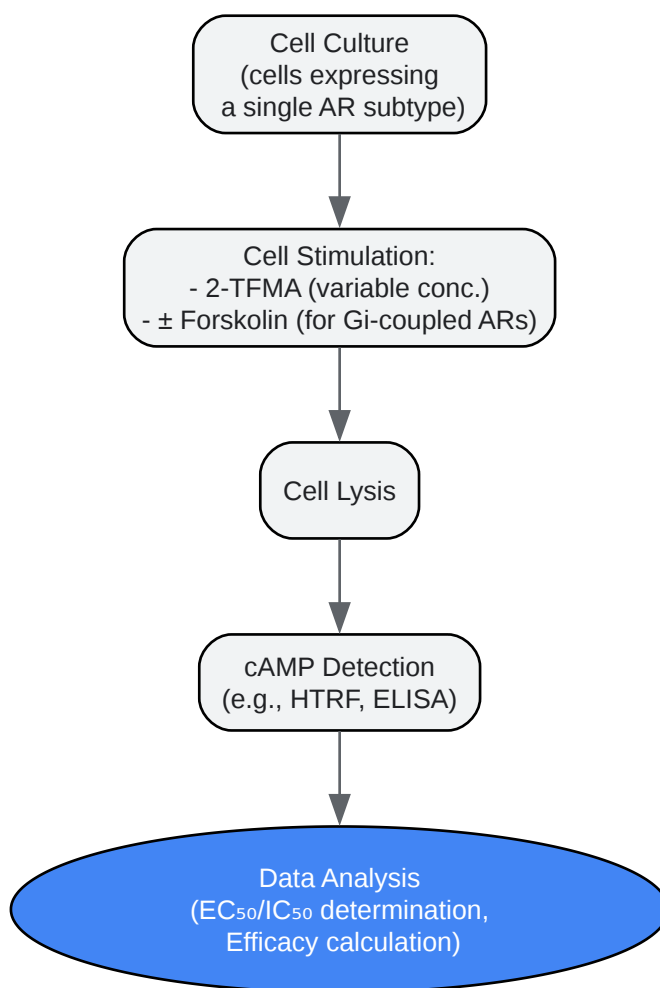 Cell Culture
(cells expressing
a single AR subtype)
Cell Stimulation:
- 2-TFMA (variable conc.)
- ± Forskolin (for Gi-coupled ARs)
Cell Lysis
cAMP Detection
(e.g., HTRF, ELISA)
Data Analysis
(EC₅₀/IC₅₀ determination,
Efficacy calculation)